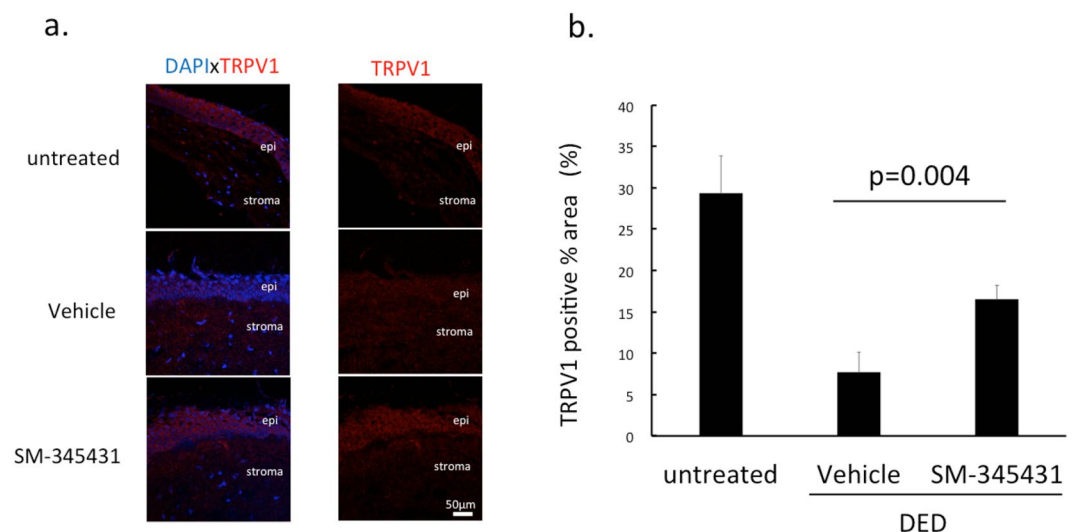 a.
DAPIxTRPV1 TRPV1
untreated
epi
stroma
epi
stroma
Vehicle
epi
stroma
epi
stroma
SM-345431
epi
stroma
epi
stroma
50μm
b.
TRPV1 positive % area (%)
40
35
30
25
20
15
10
5
0
p=0.004
untreated Vehicle SM-345431
DED